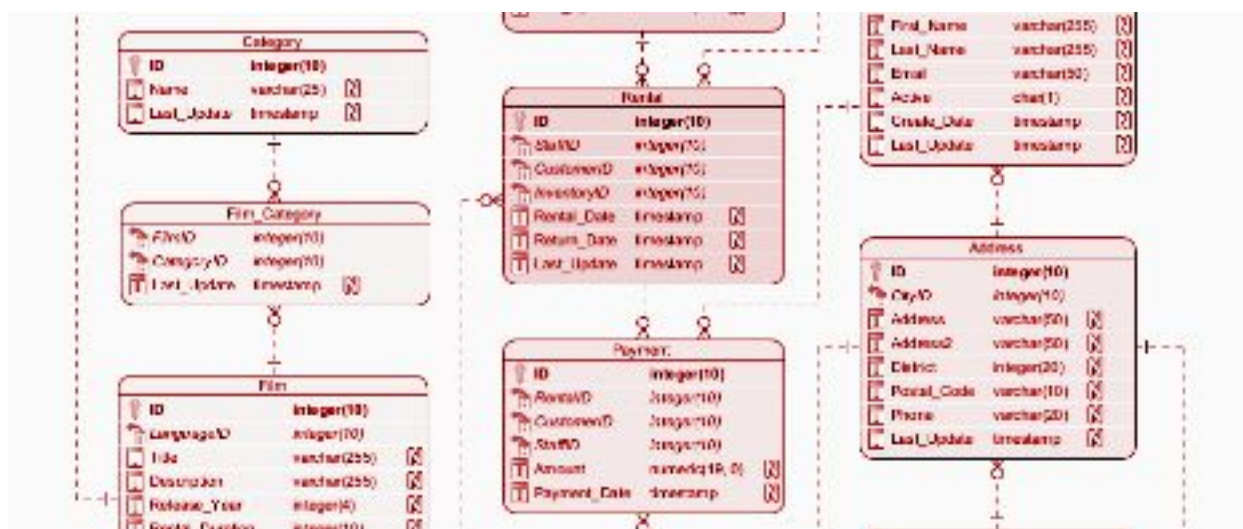 First_Name varchar(255) N
Last_Name varchar(255) N
Email varchar(50) N
Active char(1) N
Create_Date timestamp N
Last_Update timestamp N
Category
ID integer(10)
Name varchar(25) N
Last_Update timestamp N
Rental
ID integer(10)
StaffID integer(10)
CustomerID integer(10)
InventoryID integer(10)
Rental_Date timestamp N
Return_Date timestamp N
Last_Update timestamp N
Film_Category
FilmID integer(10)
CategoryID integer(10)
Last_Update timestamp N
Address
ID integer(10)
CityID integer(10)
Address varchar(50) N
Address2 varchar(50) N
District integer(20) N
Postal_Code varchar(10) N
Phone varchar(20) N
Last_Update timestamp N
Payment
ID integer(10)
RentalID integer(10)
CustomerID integer(10)
StaffID integer(10)
Amount numeric(19, 0) N
Payment_Date timestamp N
Film
ID integer(10)
LanguageID integer(10)
Title varchar(255) N
Description varchar(255) N
Release_Year integer(4) N
Rental_Duration integer(10) N